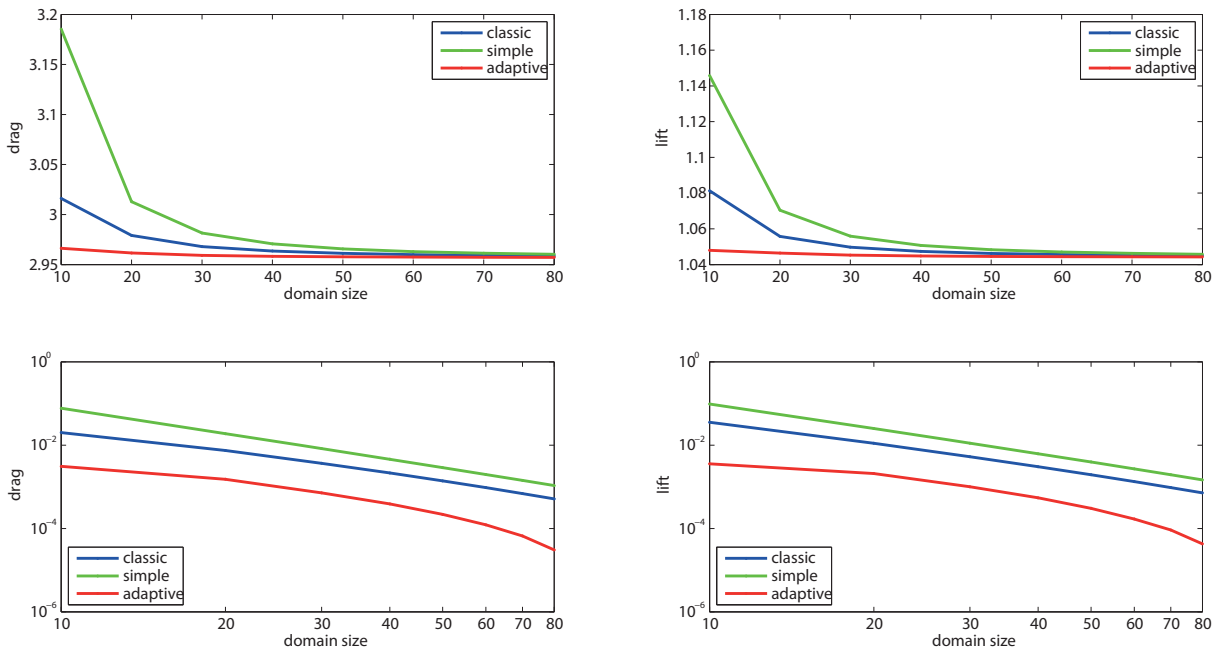 3.2
3.15
3.1
3.05
3
2.95
drag
10 20 30 40 50 60 70 80
domain size
classic
simple
adaptive
1.18
1.16
1.14
1.12
1.1
1.08
1.06
1.04
lift
10 20 30 40 50 60 70 80
domain size
classic
simple
adaptive
10^0
10^-2
10^-4
10^-6
drag
classic
simple
adaptive
10 20 30 40 50 60 70 80
domain size
10^0
10^-2
10^-4
10^-6
lift
classic
simple
adaptive
10 20 30 40 50 60 70 80
domain size